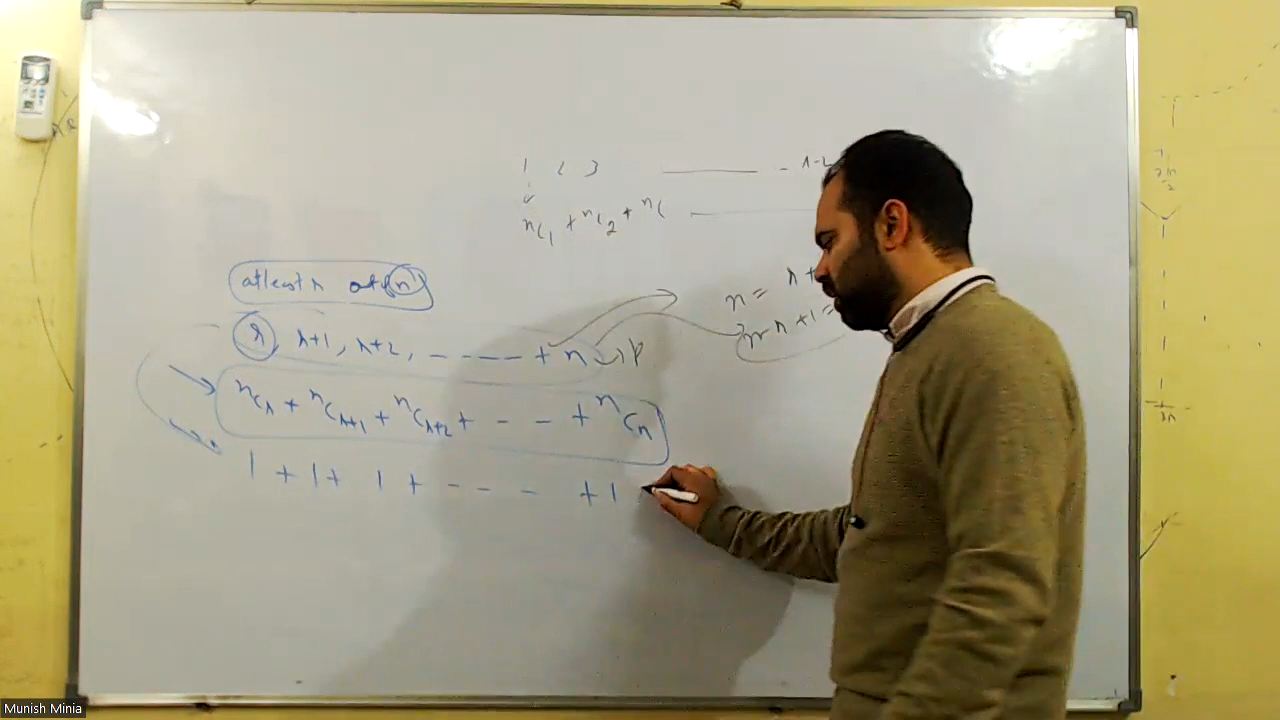 1 2 3 ———— - r-2
nC1 + nC2 + nC ————
atleast r out of n
n = r+
r, r+1, r+2, ----- + n
n-r+1 =
nCr + nCr+1 + nCr+2 + - - - + nCn
1 + 1 + 1 + - - - - + 1
Munish Minia